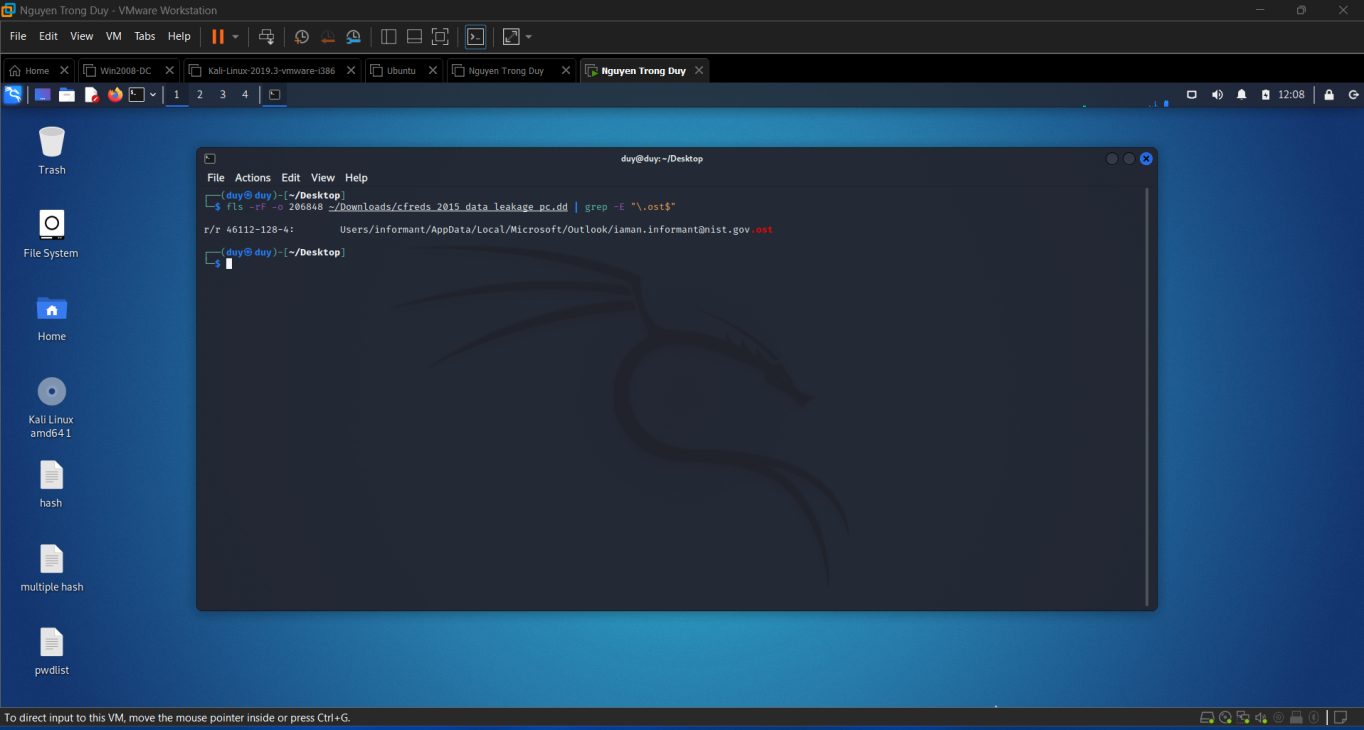 Nguyen Trong Duy - VMware Workstation
File Edit View VM Tabs Help
Home Win2008-DC Kali-Linux-2019.3-vmware-i386 Ubuntu Nguyen Trong Duy Nguyen Trong Duy
1 2 3 4 12:08
Trash
File System
Home
Kali Linux
amd64 1
hash
multiple hash
pwdlist
duy@duy: ~/Desktop
File Actions Edit View Help
┌──(duy㉿duy)-[~/Desktop]
└─$ fls -rF -o 206848 ~/Downloads/cfreds_2015_data_leakage_pc.dd | grep -E "\.ost$"
r/r 46112-128-4: Users/informant/AppData/Local/Microsoft/Outlook/iaman.informant@nist.gov.ost
┌──(duy㉿duy)-[~/Desktop]
└─$
To direct input to this VM, move the mouse pointer inside or press Ctrl+G.